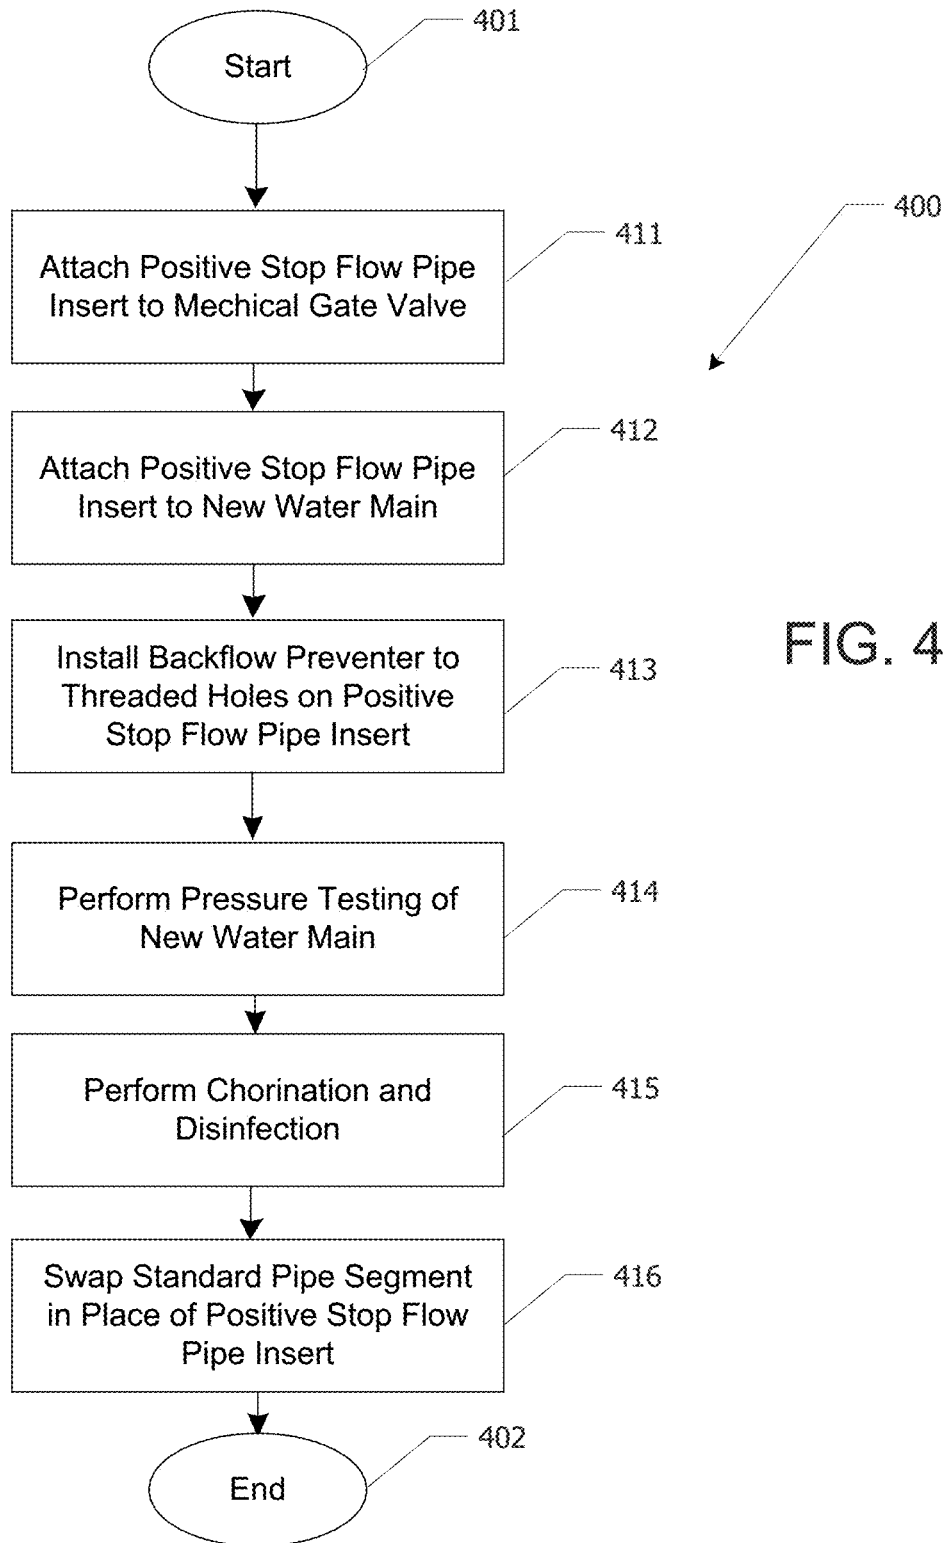 Start
401
400
Attach Positive Stop Flow Pipe
Insert to Mechical Gate Valve
411
Attach Positive Stop Flow Pipe
Insert to New Water Main
412
Install Backflow Preventer to
Threaded Holes on Positive
Stop Flow Pipe Insert
413
FIG. 4
Perform Pressure Testing of
New Water Main
414
Perform Chorination and
Disinfection
415
Swap Standard Pipe Segment
in Place of Positive Stop Flow
Pipe Insert
416
End
402